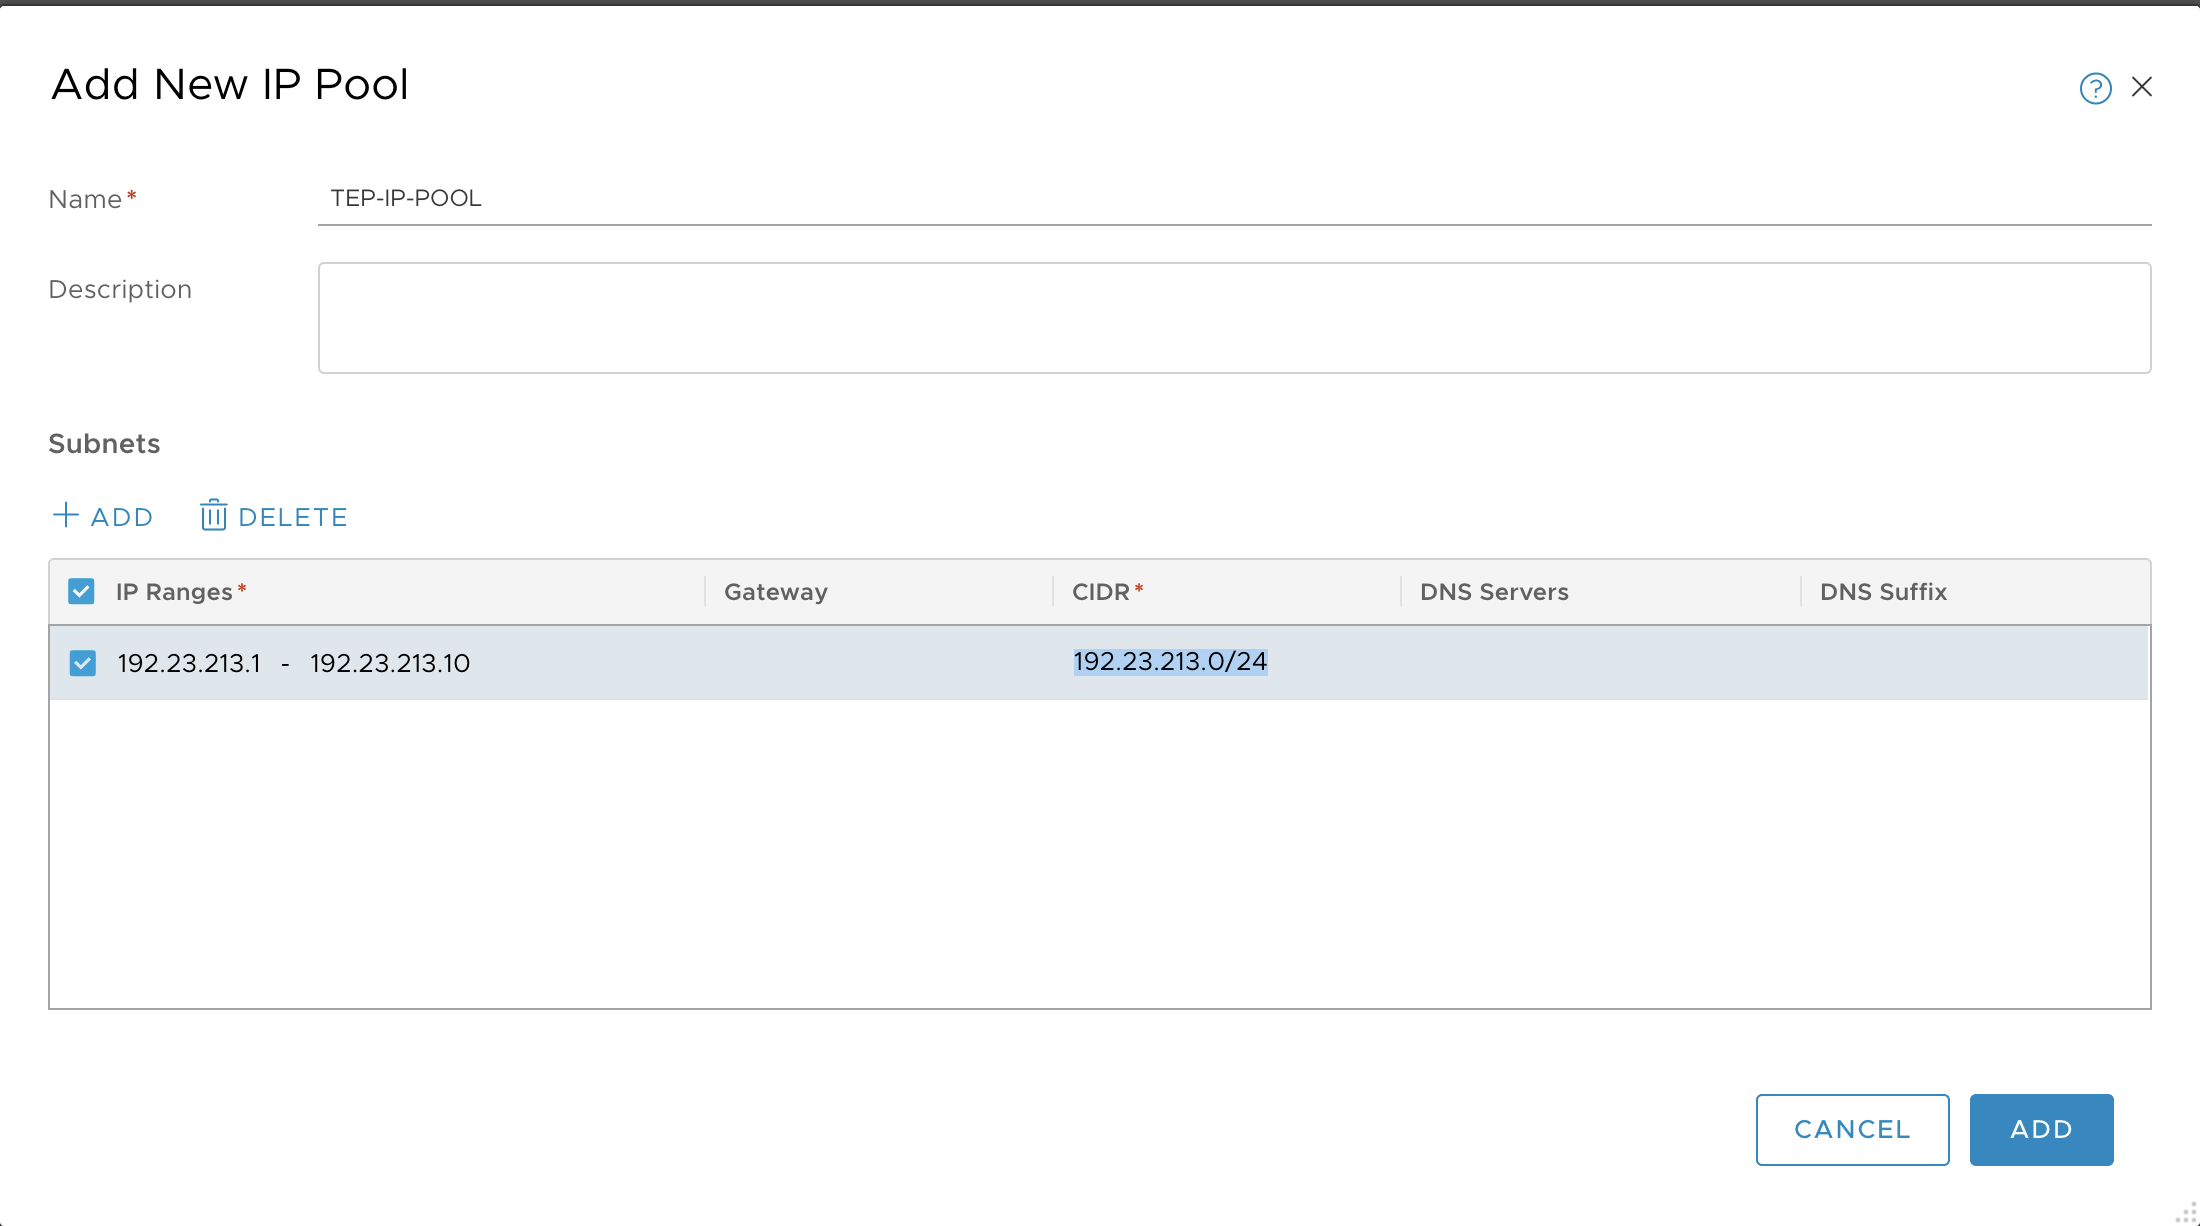 Add New IP Pool
Name*
TEP-IP-POOL
Description
Subnets
+ ADD DELETE
IP Ranges* Gateway CIDR* DNS Servers DNS Suffix
192.23.213.1 - 192.23.213.10 192.23.213.0/24
CANCEL ADD